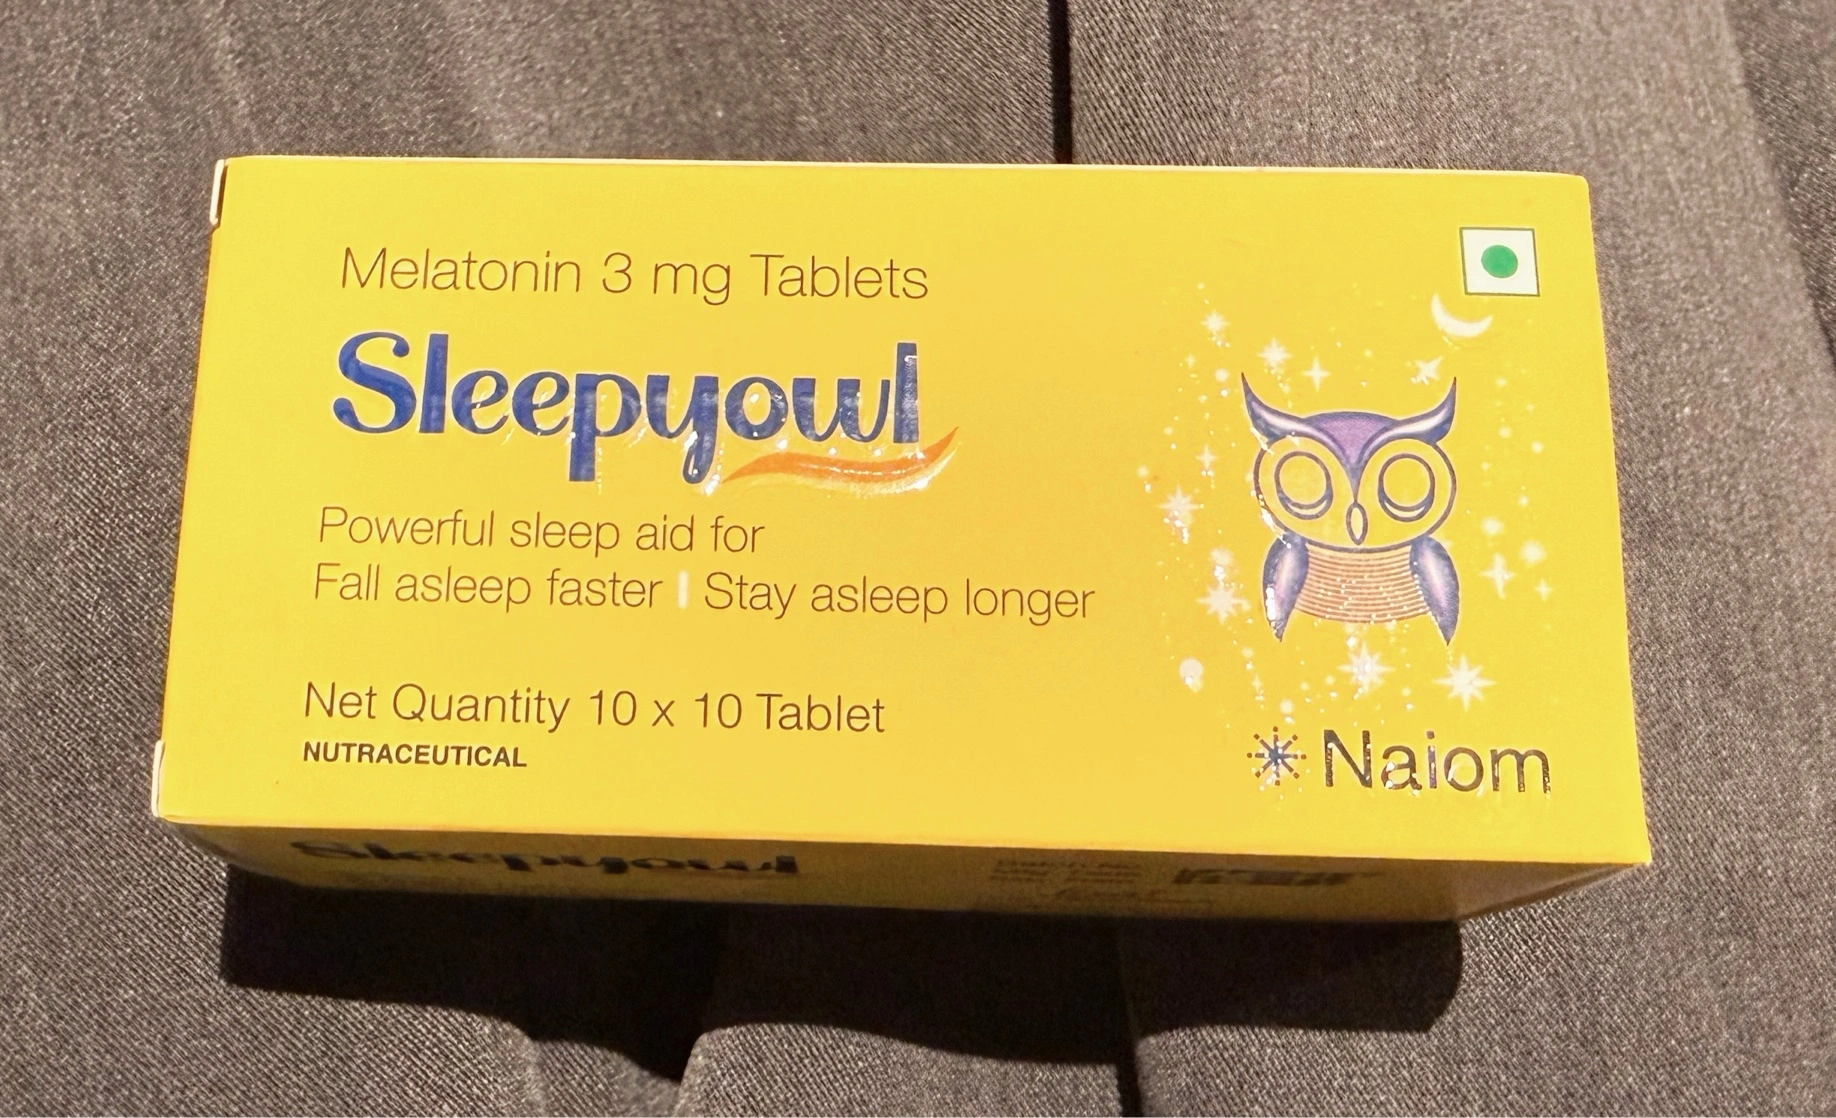 Melatonin 3 mg Tablets
Sleepyowl
Powerful sleep aid for
Fall asleep faster | Stay asleep longer
Net Quantity 10 x 10 Tablet
NUTRACEUTICAL
Naiom
Sleepyowl